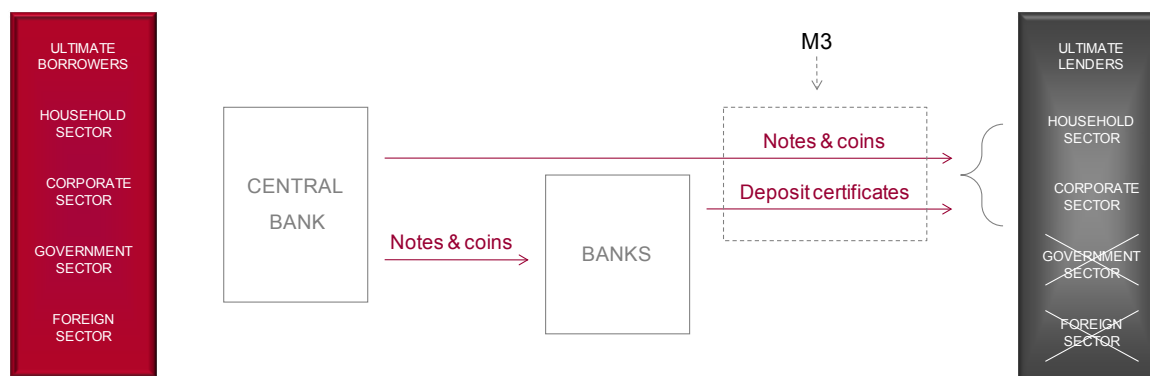 ULTIMATE
BORROWERS
HOUSEHOLD
SECTOR
CORPORATE
SECTOR
GOVERNMENT
SECTOR
FOREIGN
SECTOR
CENTRAL
BANK
Notes & coins
BANKS
M3
Notes & coins
Deposit certificates
ULTIMATE
LENDERS
HOUSEHOLD
SECTOR
CORPORATE
SECTOR
GOVERNMENT
SECTOR
FOREIGN
SECTOR